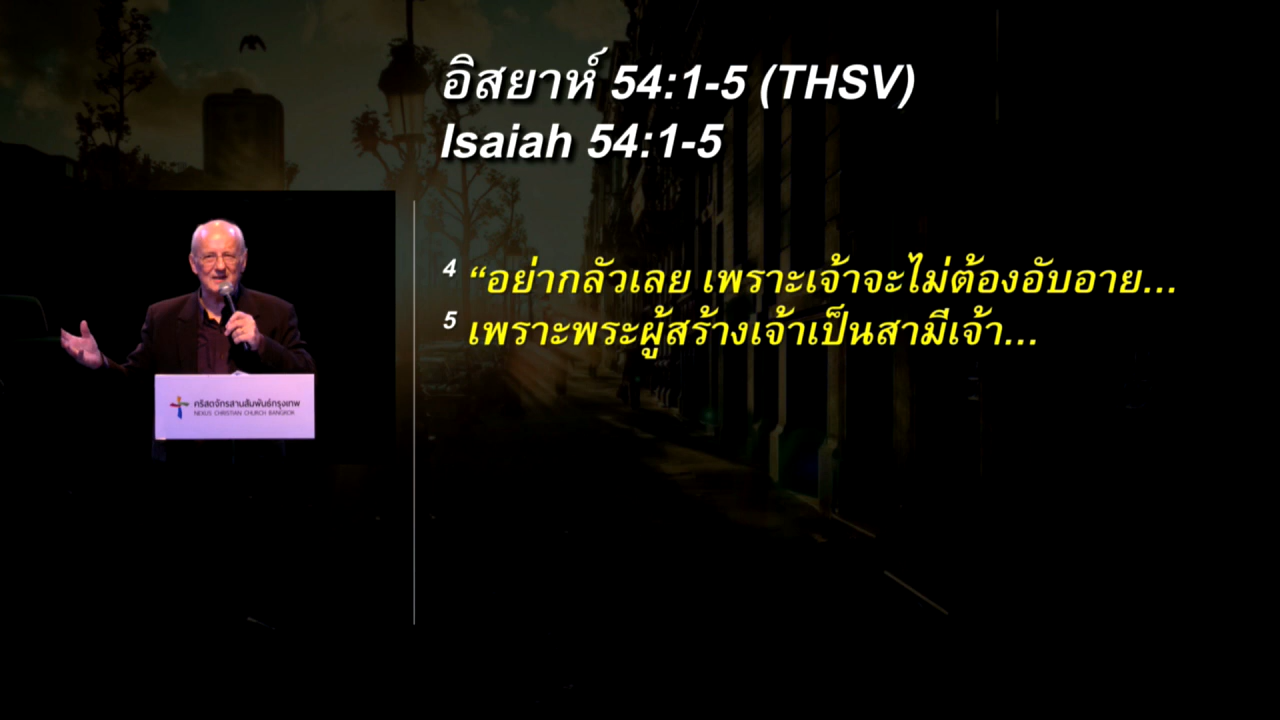 อิสยาห์ 54:1-5 (THSV)
Isaiah 54:1-5
4 “อย่ากลัวเลย เพราะเจ้าจะไม่ต้องอับอาย...
5 เพราะพระผู้สร้างเจ้าเป็นสามีเจ้า...
คริสตจักรสานสัมพันธ์กรุงเทพ
NEXUS CHRISTIAN CHURCH BANGKOK